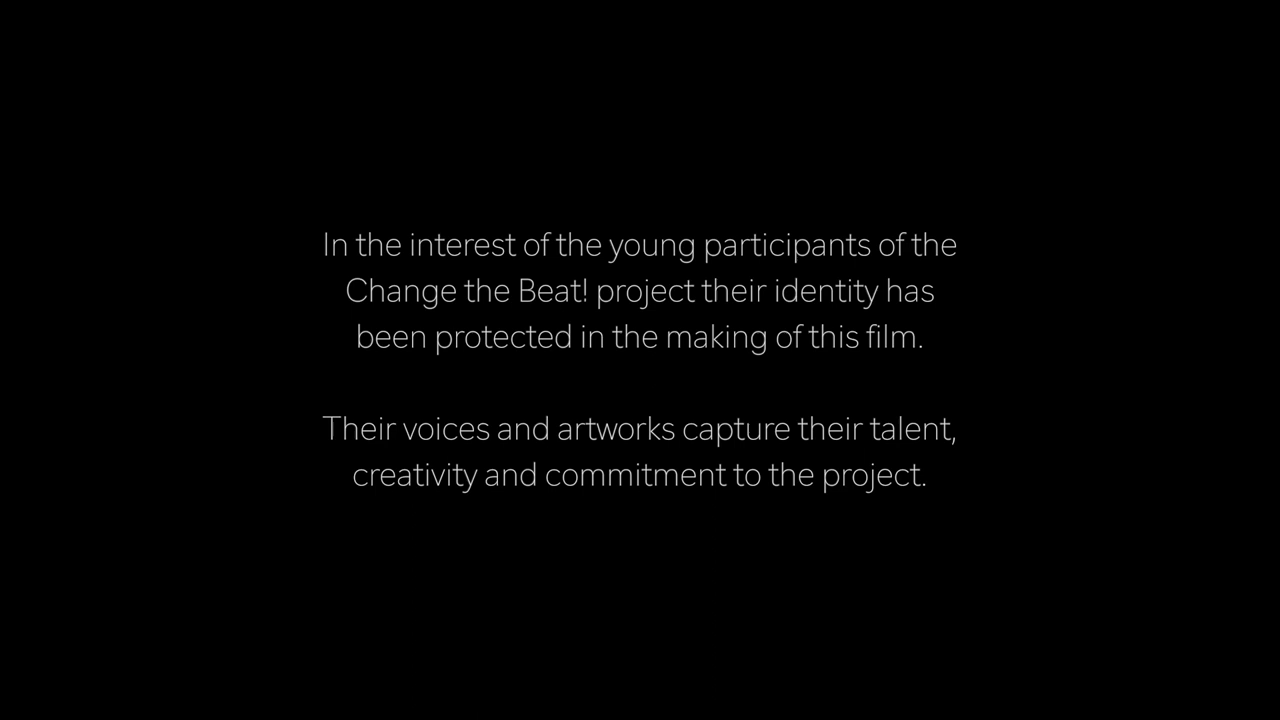 In the interest of the young participants of the
Change the Beat! project their identity has
been protected in the making of this film.
Their voices and artworks capture their talent,
creativity and commitment to the project.